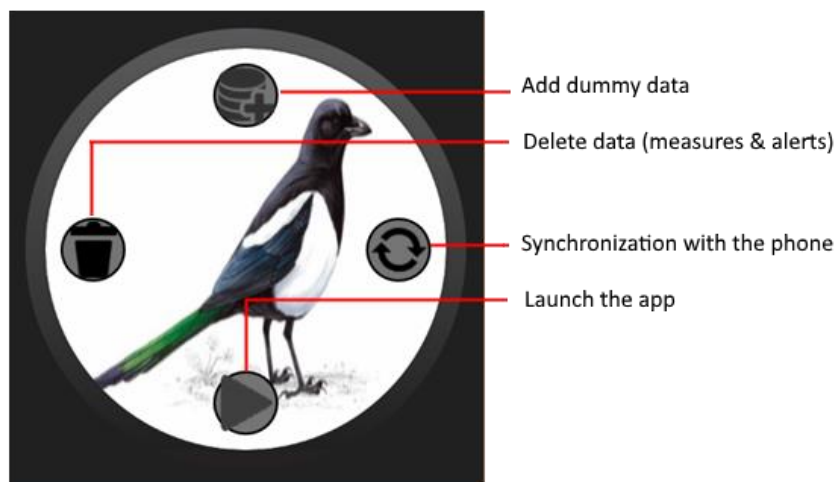 Add dummy data
Delete data (measures & alerts)
Synchronization with the phone
Launch the app